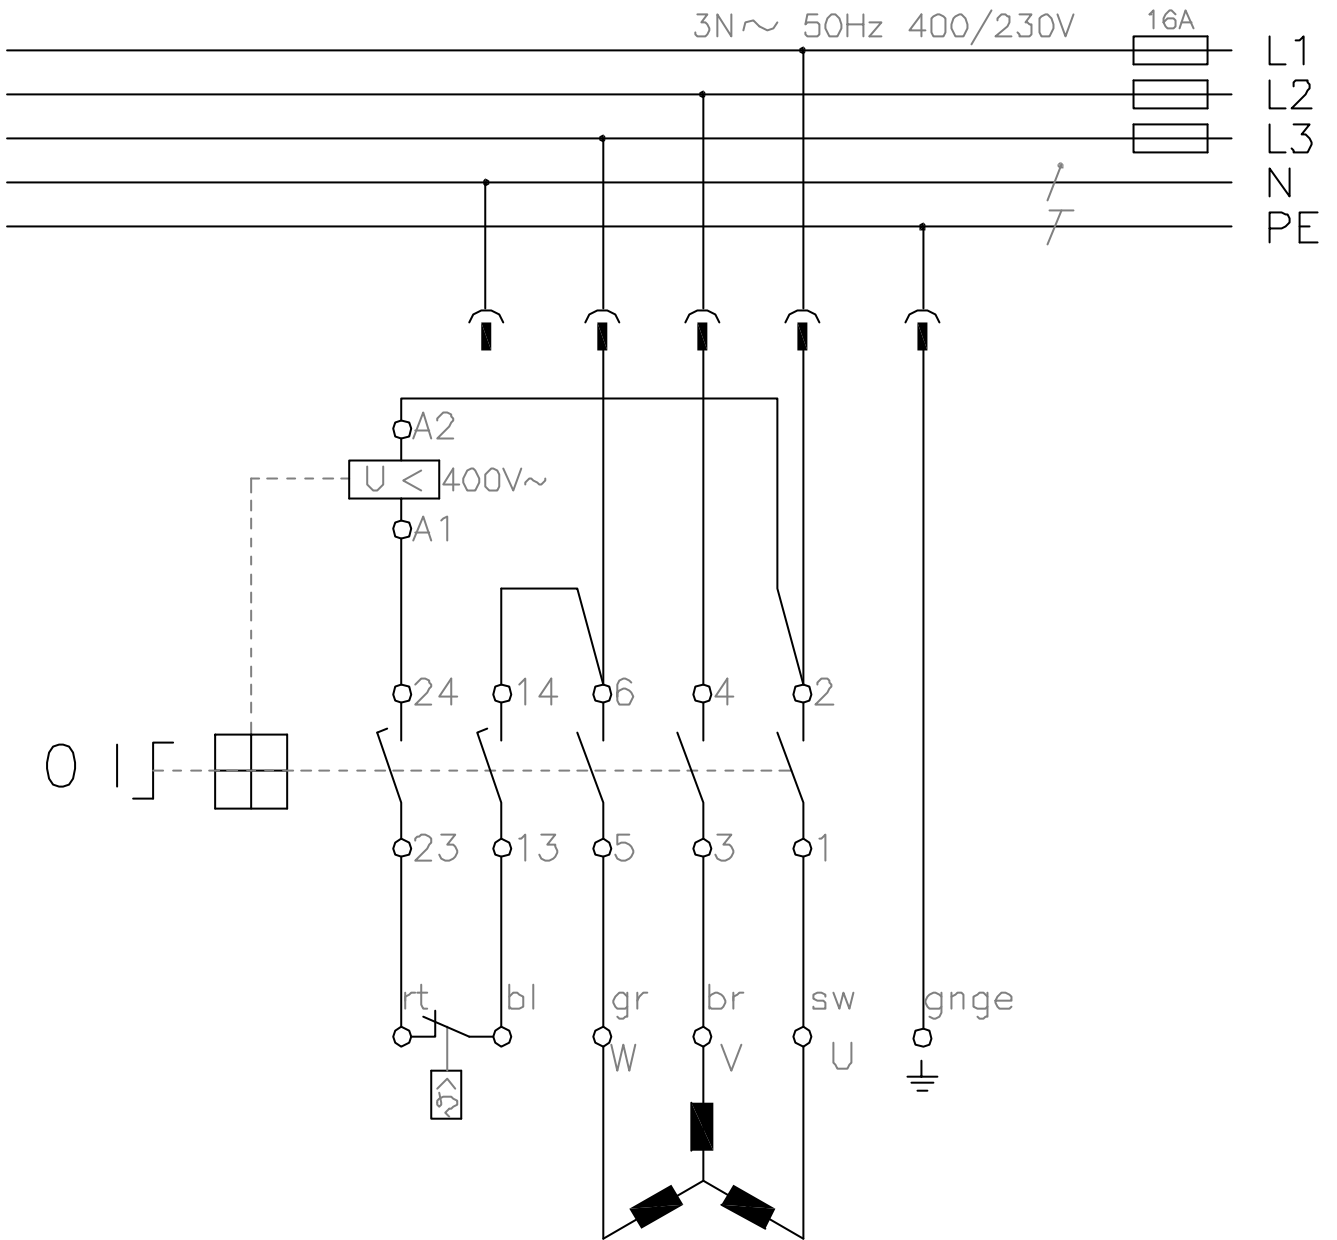 3N~ 50Hz 400/230V
16A
L1
L2
L3
N
PE
A2
U < 400V~
A1
24 14 6 4 2
0 I
23 13 5 3 1
rt bl gr br sw gnge
W V U